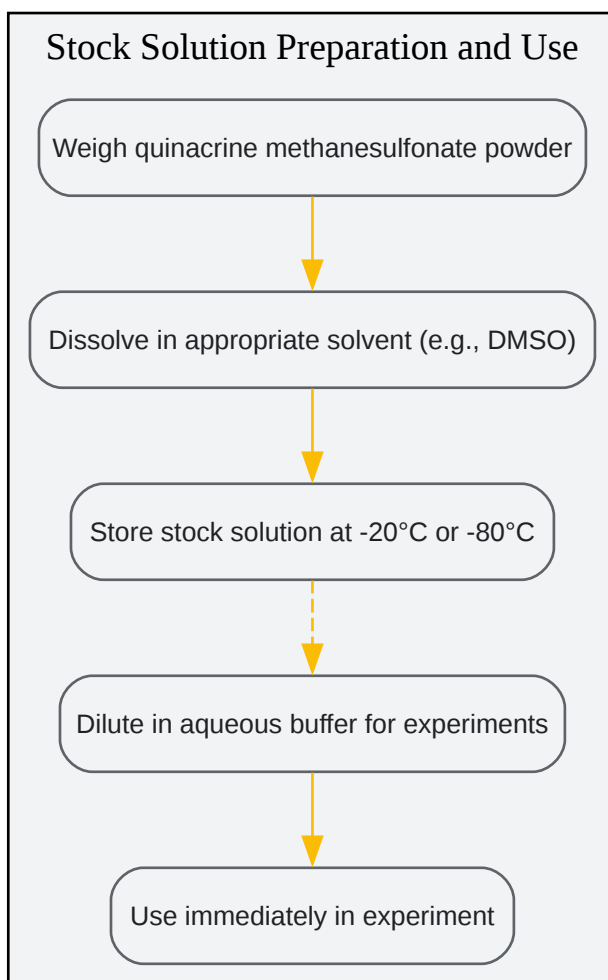 Stock Solution Preparation and Use
Weigh quinacrine methanesulfonate powder
Dissolve in appropriate solvent (e.g., DMSO)
Store stock solution at -20°C or -80°C
Dilute in aqueous buffer for experiments
Use immediately in experiment